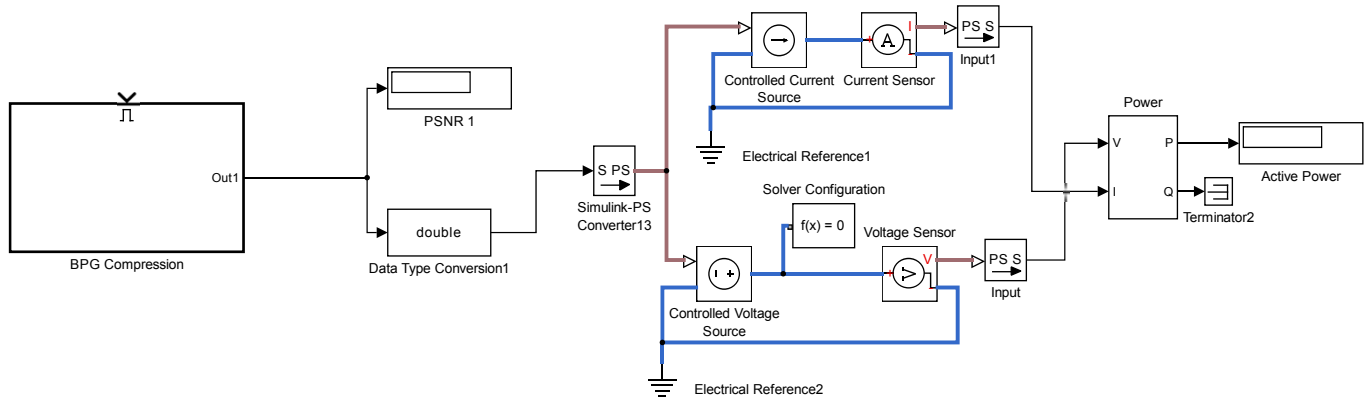 Out1
BPG Compression
PSNR 1
double
Data Type Conversion1
S PS
Simulink-PS
Converter13
Controlled Current
Source
A
I
+
-
Current Sensor
PS S
Input1
Electrical Reference1
Solver Configuration
f(x) = 0
- +
Controlled Voltage
Source
Voltage Sensor
V
+
V
-
PS S
Input
Electrical Reference2
Power
V
I
P
Q
Active Power
Terminator2